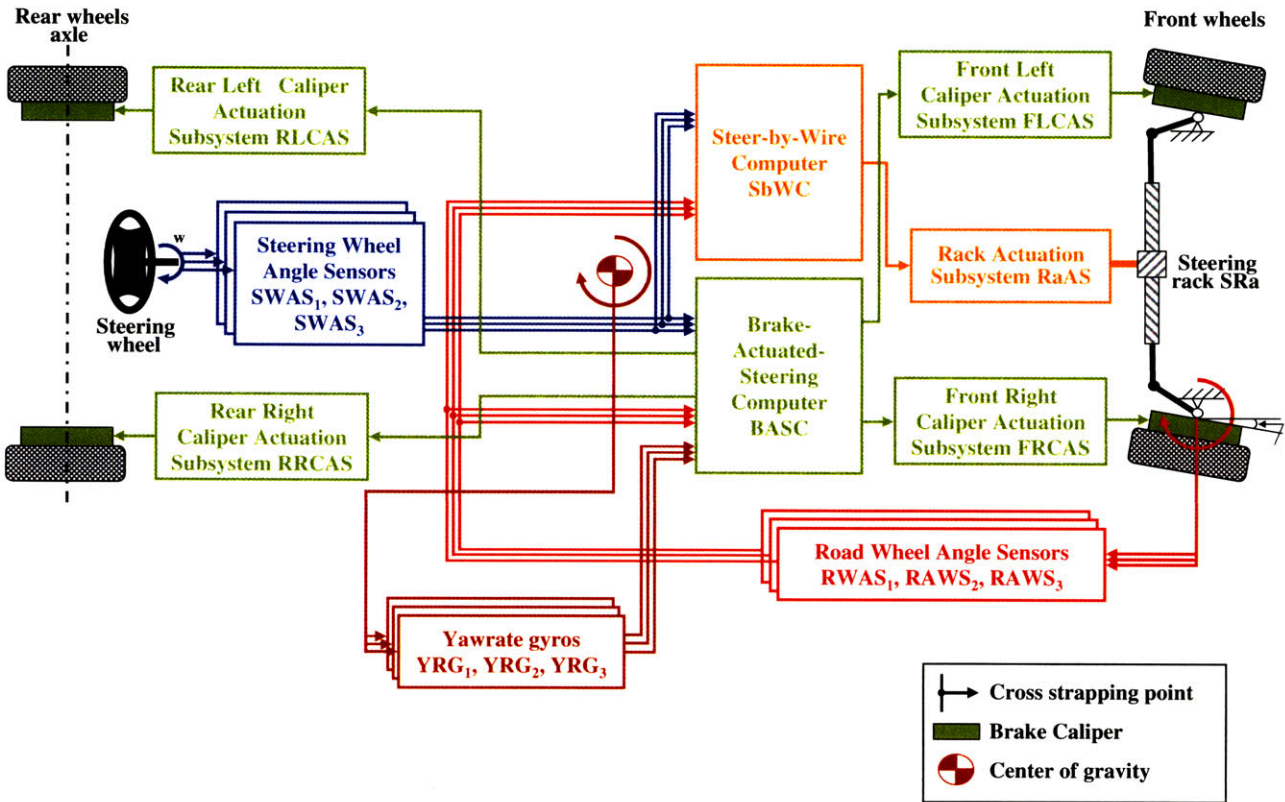 Rear wheels
axle
Front wheels
Rear Left Caliper
Actuation
Subsystem RLCAS
Steer-by-Wire
Computer
SbWC
Front Left
Caliper Actuation
Subsystem FLCAS
w
Steering
wheel
Steering Wheel
Angle Sensors
SWAS₁, SWAS₂,
SWAS₃
Rack Actuation
Subsystem RaAS
Steering
rack SRa
Brake-
Actuated-
Steering
Computer
BASC
Rear Right
Caliper Actuation
Subsystem RRCAS
Front Right
Caliper Actuation
Subsystem FRCAS
Road Wheel Angle Sensors
RWAS₁, RAWS₂, RAWS₃
Yawrate gyros
YRG₁, YRG₂, YRG₃
Cross strapping point
Brake Caliper
Center of gravity